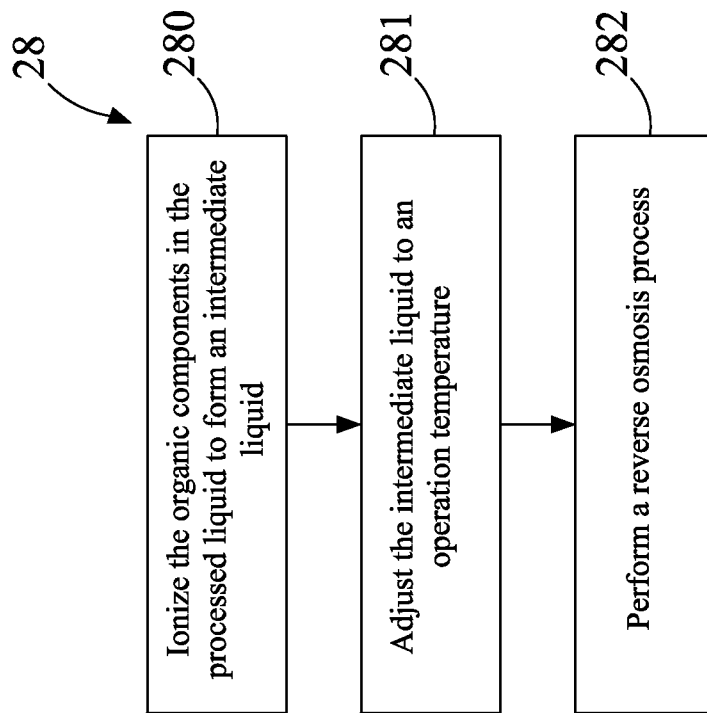 28
280
Ionize the organic components in the
processed liquid to form an intermediate
liquid
281
Adjust the intermediate liquid to an
operation temperature
282
Perform a reverse osmosis process